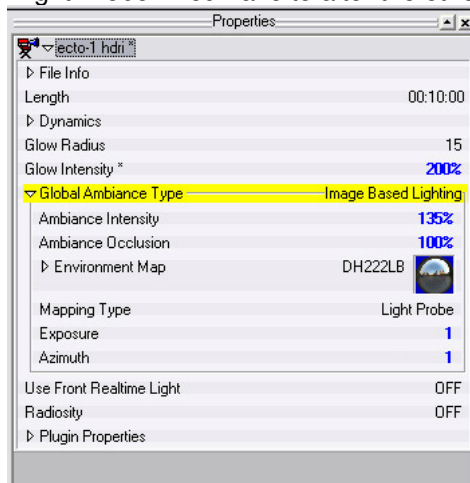 Properties
ecto-1 hdri *
File Info
Length 00:10:00
Dynamics
Glow Radius 15
Glow Intensity * 200%
Global Ambiance Type Image Based Lighting
Ambiance Intensity 135%
Ambiance Occlusion 100%
Environment Map DH222LB
Mapping Type Light Probe
Exposure 1
Azimuth 1
Use Front Realtime Light OFF
Radiosity OFF
Plugin Properties